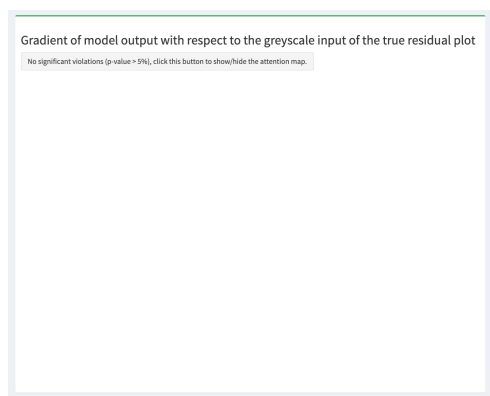 Gradient of model output with respect to the greyscale input of the true residual plot
No significant violations (p-value > 5%), click this button to show/hide the attention map.